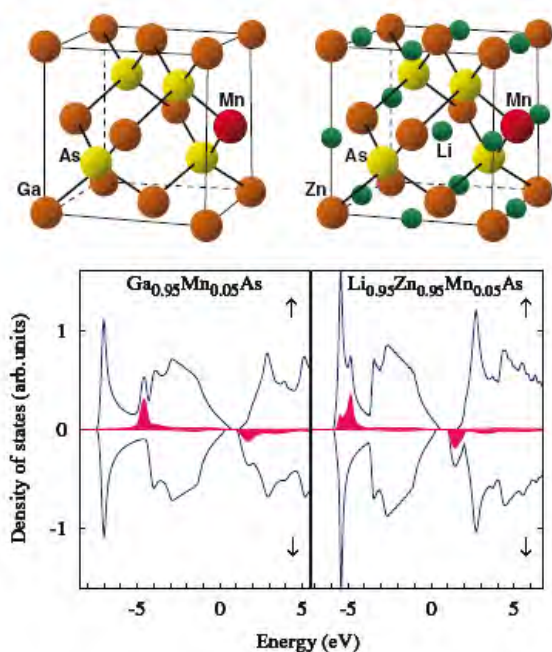 Mn
Mn
As
As
Li
Ga
Zn
Ga0.95Mn0.05As
Li0.95Zn0.95Mn0.05As
↑
↑
1
0
-1
Density of states (arb.units)
↓
↓
-5
0
5
-5
0
5
Energy (eV)